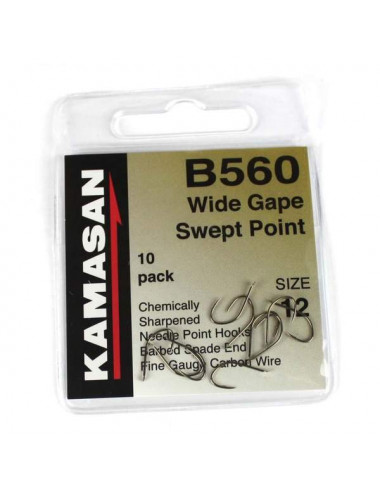 KAMASAN
B560
Wide Gape
Swept Point
10
pack
SIZE
12
Chemically
Sharpened
Needle Point Hooks
Barbed Spade End
Fine Gauge Carbon Wire